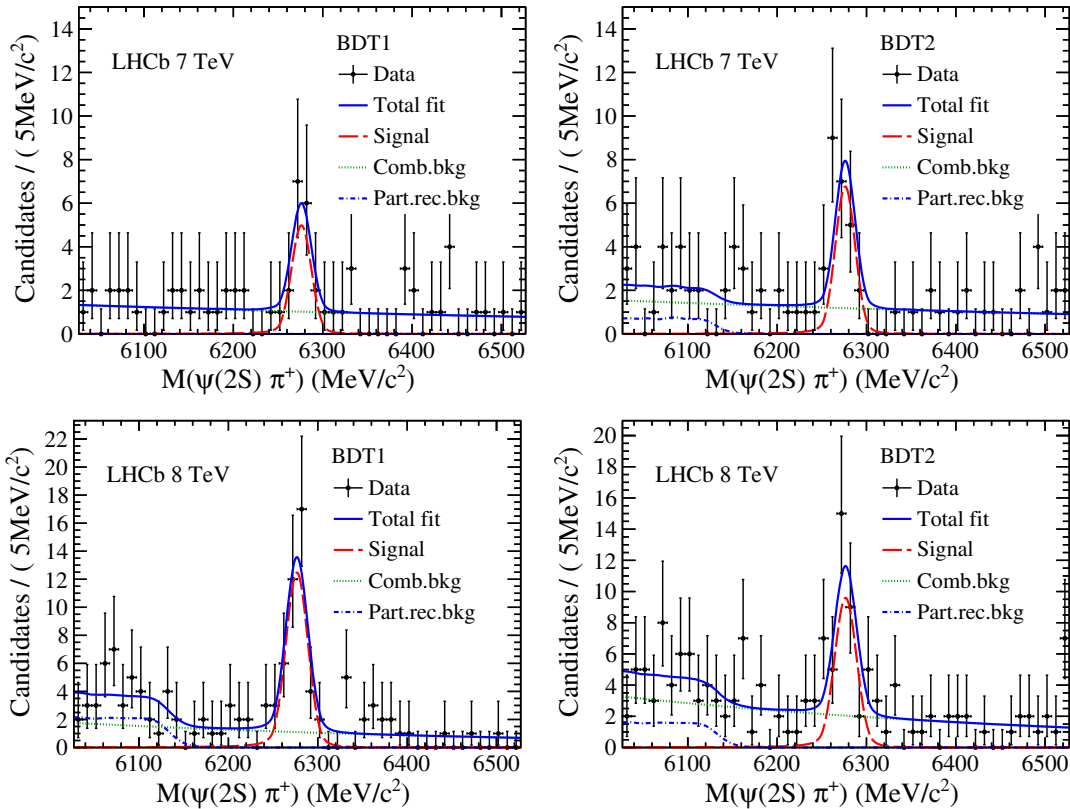 14
12
10
8
6
4
2
0
Candidates / ( 5MeV/c²)
LHCb 7 TeV
BDT1
Data
Total fit
Signal
Comb.bkg
Part.rec.bkg
6100 6200 6300 6400 6500
M(ψ(2S) π⁺) (MeV/c²)
14
12
10
8
6
4
2
0
Candidates / ( 5MeV/c²)
LHCb 7 TeV
BDT2
Data
Total fit
Signal
Comb.bkg
Part.rec.bkg
6100 6200 6300 6400 6500
M(ψ(2S) π⁺) (MeV/c²)
22
20
18
16
14
12
10
8
6
4
2
0
Candidates / ( 5MeV/c²)
LHCb 8 TeV
BDT1
Data
Total fit
Signal
Comb.bkg
Part.rec.bkg
6100 6200 6300 6400 6500
M(ψ(2S) π⁺) (MeV/c²)
20
18
16
14
12
10
8
6
4
2
0
Candidates / ( 5MeV/c²)
LHCb 8 TeV
BDT2
Data
Total fit
Signal
Comb.bkg
Part.rec.bkg
6100 6200 6300 6400 6500
M(ψ(2S) π⁺) (MeV/c²)